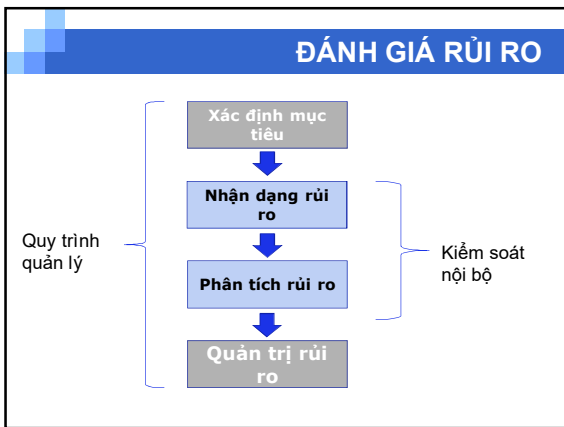 ĐÁNH GIÁ RỦI RO
Xác định mục
tiêu
Nhận dạng rủi
ro
Quy trình
quản lý
Kiểm soát
nội bộ
Phân tích rủi ro
Quản trị rủi
ro